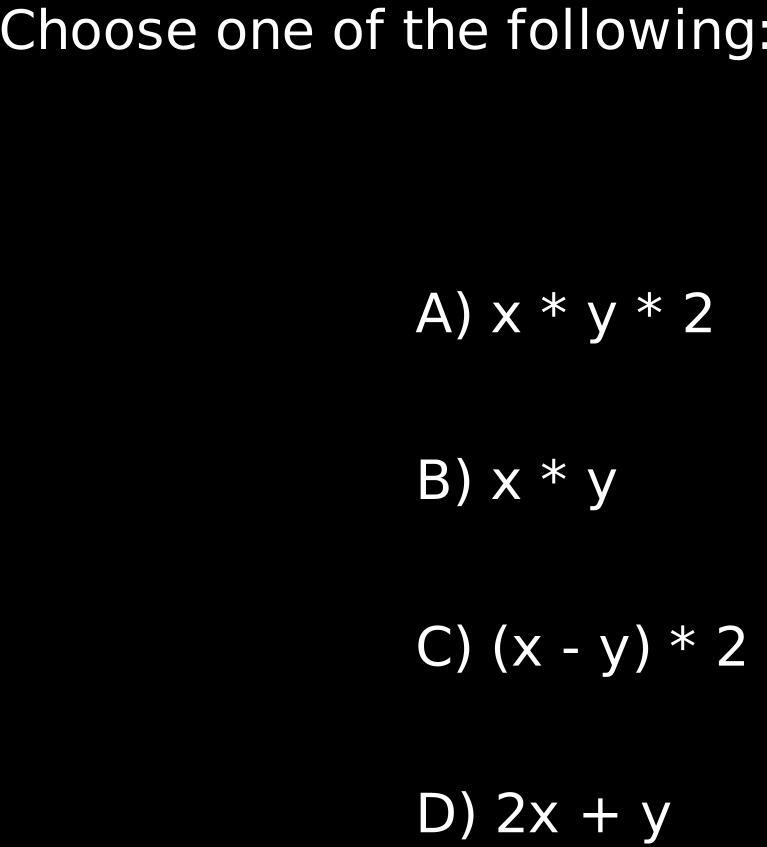 Choose one of the following:
A) x * y * 2
B) x * y
C) (x - y) * 2
D) 2x + y